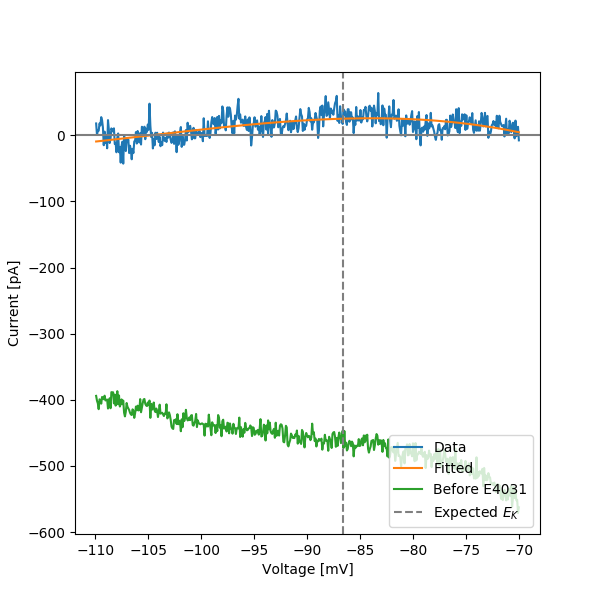 Current [pA]
0
−100
−200
−300
−400
−500
−600
−110
−105
−100
−95
−90
−85
−80
−75
−70
Voltage [mV]
Data
Fitted
Before E4031
Expected E_K